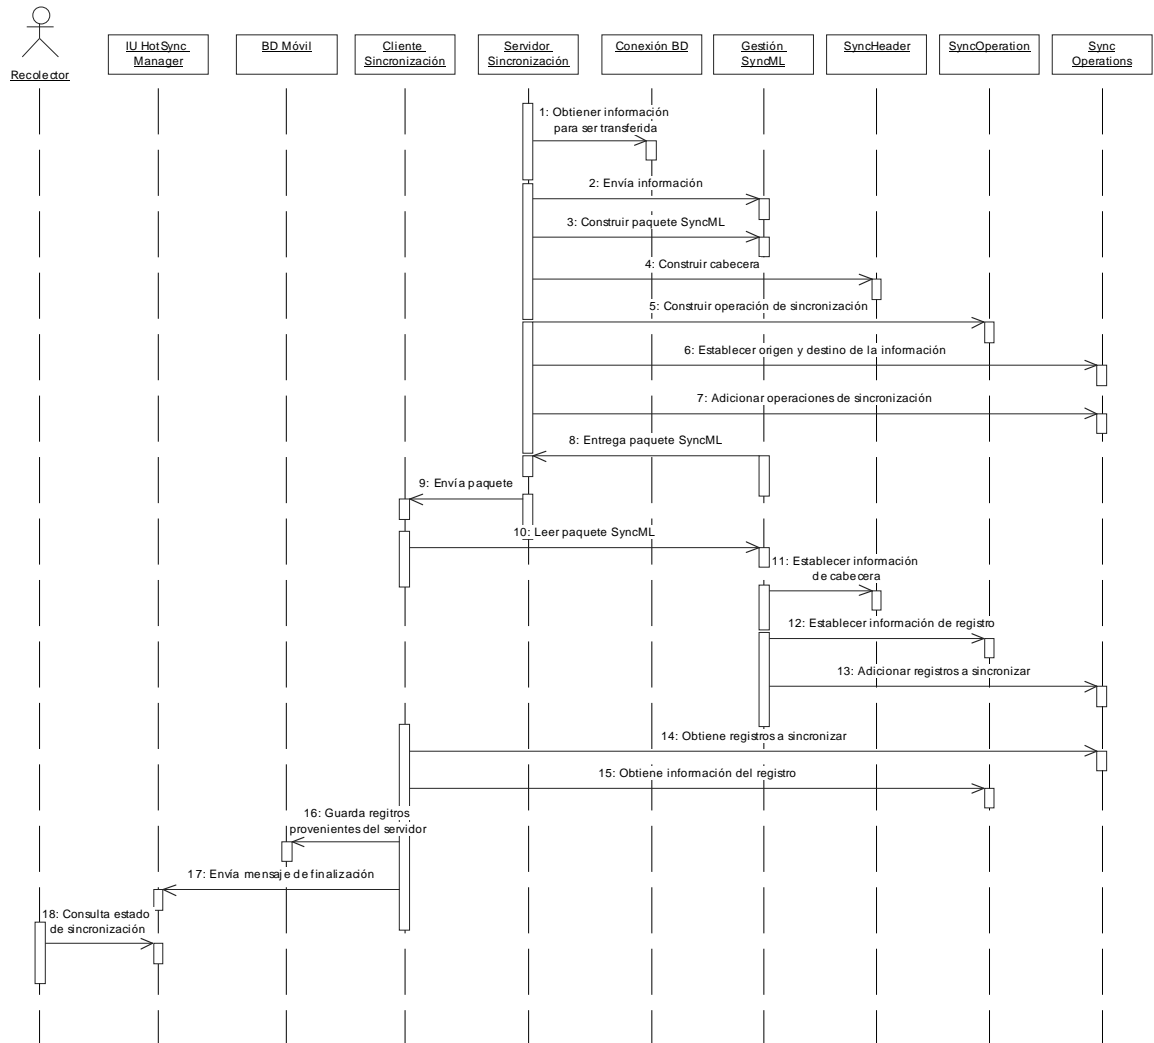 Recolector
IU HotSync
Manager
BD Móvil
Cliente
Sincronización
Servidor
Sincronización
Conexión BD
Gestión
SyncML
SyncHeader
SyncOperation
Sync
Operations
1: Obtiener información
para ser transferida
2: Envía información
3: Construir paquete SyncML
4: Construir cabecera
5: Construir operación de sincronización
6: Establecer origen y destino de la información
7: Adicionar operaciones de sincronización
8: Entrega paquete SyncML
9: Envía paquete
10: Leer paquete SyncML
11: Establecer información
de cabecera
12: Establecer información de registro
13: Adicionar registros a sincronizar
14: Obtiene registros a sincronizar
15: Obtiene información del registro
16: Guarda regitros
provenientes del servidor
17: Envía mensaje de finalización
18: Consulta estado
de sincronización